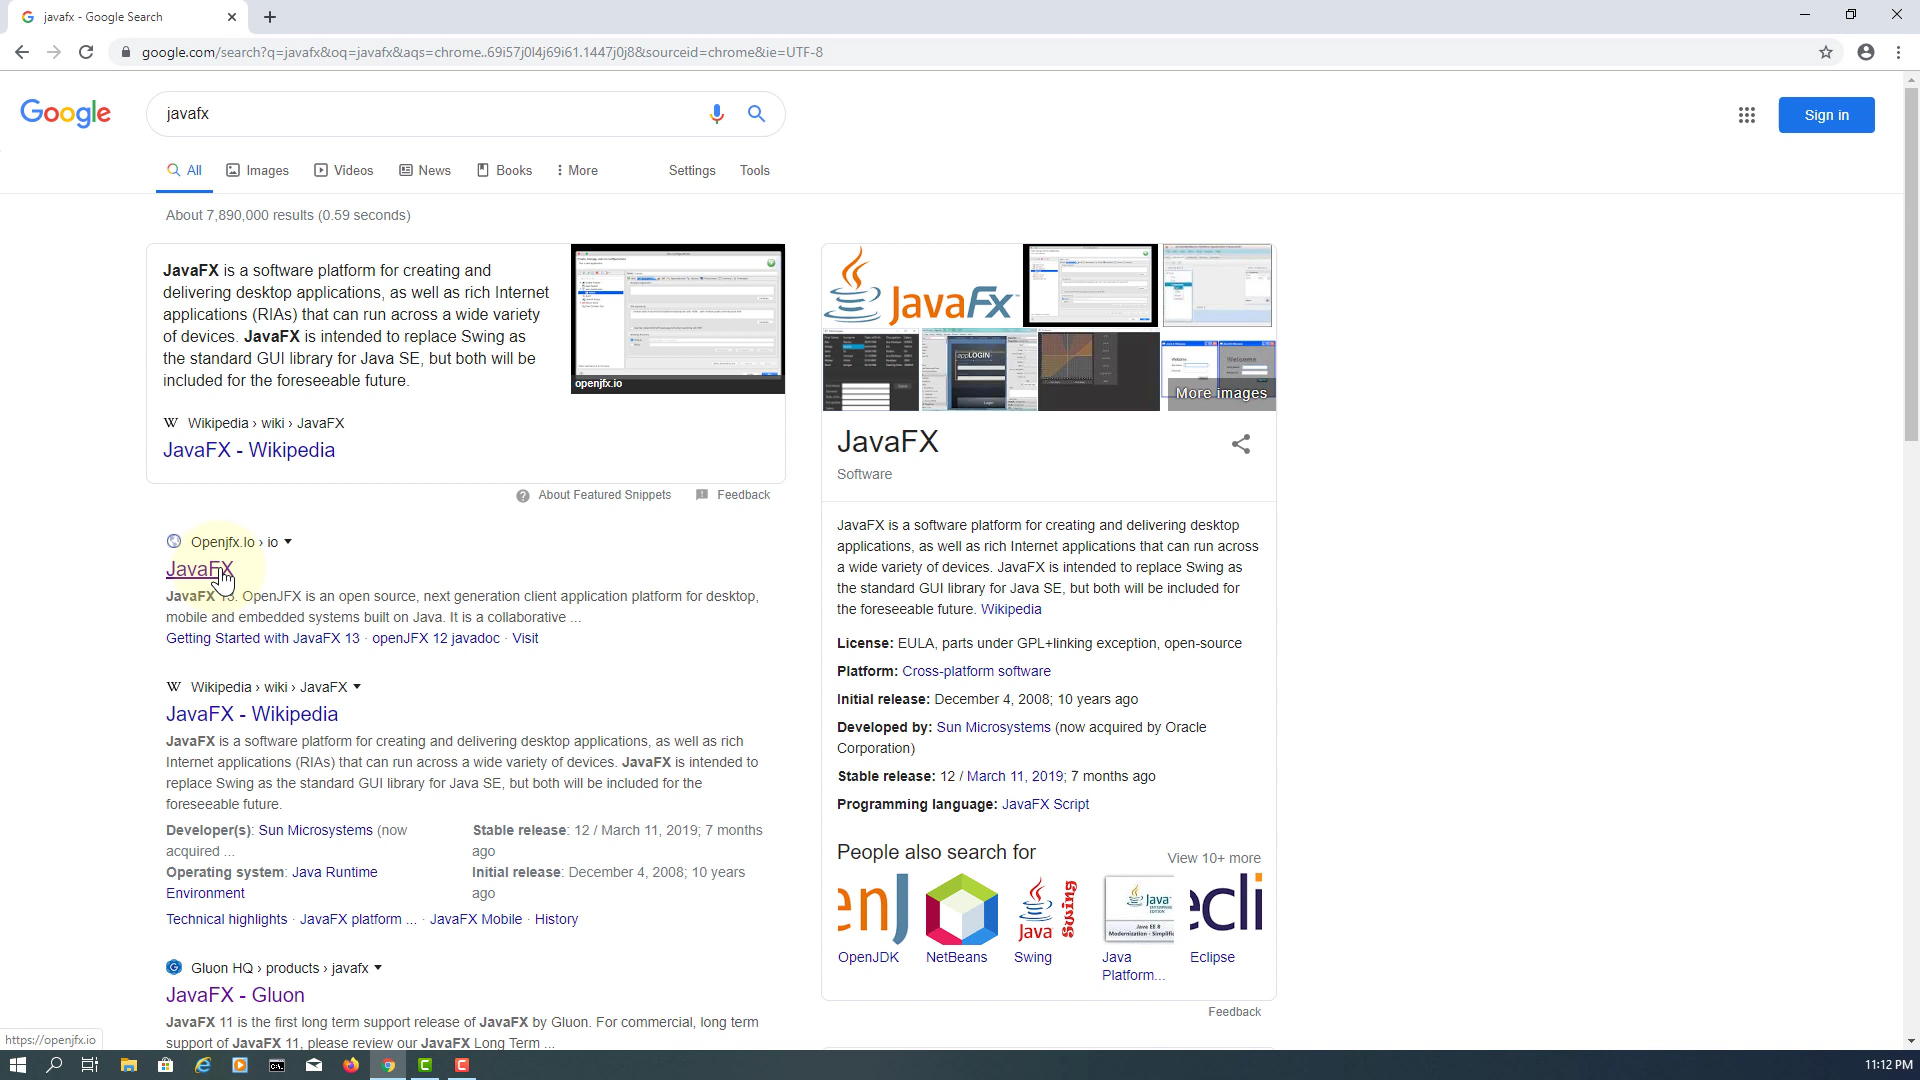 javafx - Google Search
google.com/search?q=javafx&oq=javafx&aqs=chrome..69i57j0l4j69i61.1447j0j8&sourceid=chrome&ie=UTF-8
Google
javafx
Sign in
All Images Videos News Books More Settings Tools
About 7,890,000 results (0.59 seconds)
JavaFX is a software platform for creating and
delivering desktop applications, as well as rich Internet
applications (RIAs) that can run across a wide variety
of devices. JavaFX is intended to replace Swing as
the standard GUI library for Java SE, but both will be
included for the foreseeable future.
openjfx.io
Wikipedia › wiki › JavaFX
JavaFX - Wikipedia
About Featured Snippets Feedback
Openjfx.Io › io
JavaFX
JavaFX 13. OpenJFX is an open source, next generation client application platform for desktop,
mobile and embedded systems built on Java. It is a collaborative ...
Getting Started with JavaFX 13 · openJFX 12 javadoc · Visit
Wikipedia › wiki › JavaFX
JavaFX - Wikipedia
JavaFX is a software platform for creating and delivering desktop applications, as well as rich
Internet applications (RIAs) that can run across a wide variety of devices. JavaFX is intended to
replace Swing as the standard GUI library for Java SE, but both will be included for the
foreseeable future.
Developer(s): Sun Microsystems (now
acquired ...
Operating system: Java Runtime
Environment
Stable release: 12 / March 11, 2019; 7 months
ago
Initial release: December 4, 2008; 10 years
ago
Technical highlights · JavaFX platform ... · JavaFX Mobile · History
Gluon HQ › products › javafx
JavaFX - Gluon
JavaFX 11 is the first long term support release of JavaFX by Gluon. For commercial, long term
support of JavaFX 11, please review our JavaFX Long Term ...
JavaFX
appLOGIN
Login
Welcome
Welcome
More images
JavaFX
Software
JavaFX is a software platform for creating and delivering desktop
applications, as well as rich Internet applications that can run across
a wide variety of devices. JavaFX is intended to replace Swing as
the standard GUI library for Java SE, but both will be included for
the foreseeable future. Wikipedia
License: EULA, parts under GPL+linking exception, open-source
Platform: Cross-platform software
Initial release: December 4, 2008; 10 years ago
Developed by: Sun Microsystems (now acquired by Oracle
Corporation)
Stable release: 12 / March 11, 2019; 7 months ago
Programming language: JavaFX Script
People also search for
View 10+ more
enJ
Java
Swing
Java
Java EE 8
ecli
OpenJDK
NetBeans
Swing
Java
Platform...
Eclipse
Feedback
https://openjfx.io
11:12 PM